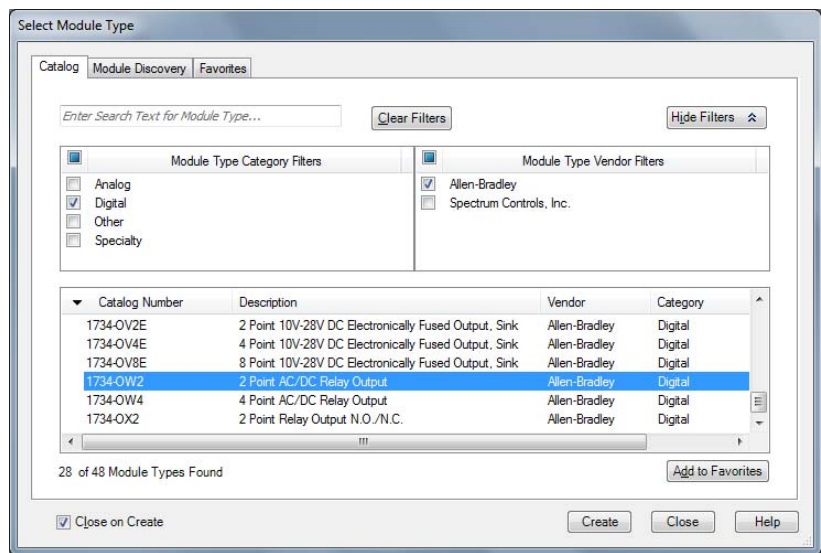 Select Module Type
Catalog Module Discovery Favorites
Enter Search Text for Module Type... Clear Filters Hide Filters
Module Type Category Filters Module Type Vendor Filters
Analog Allen-Bradley
Digital Spectrum Controls, Inc.
Other
Specialty
Catalog Number Description Vendor Category
1734-OV2E 2 Point 10V-28V DC Electronically Fused Output, Sink Allen-Bradley Digital
1734-OV4E 4 Point 10V-28V DC Electronically Fused Output, Sink Allen-Bradley Digital
1734-OV8E 8 Point 10V-28V DC Electronically Fused Output, Sink Allen-Bradley Digital
1734-OW2 2 Point AC/DC Relay Output Allen-Bradley Digital
1734-OW4 4 Point AC/DC Relay Output Allen-Bradley Digital
1734-OX2 2 Point Relay Output N.O./N.C. Allen-Bradley Digital
28 of 48 Module Types Found Add to Favorites
Close on Create Create Close Help